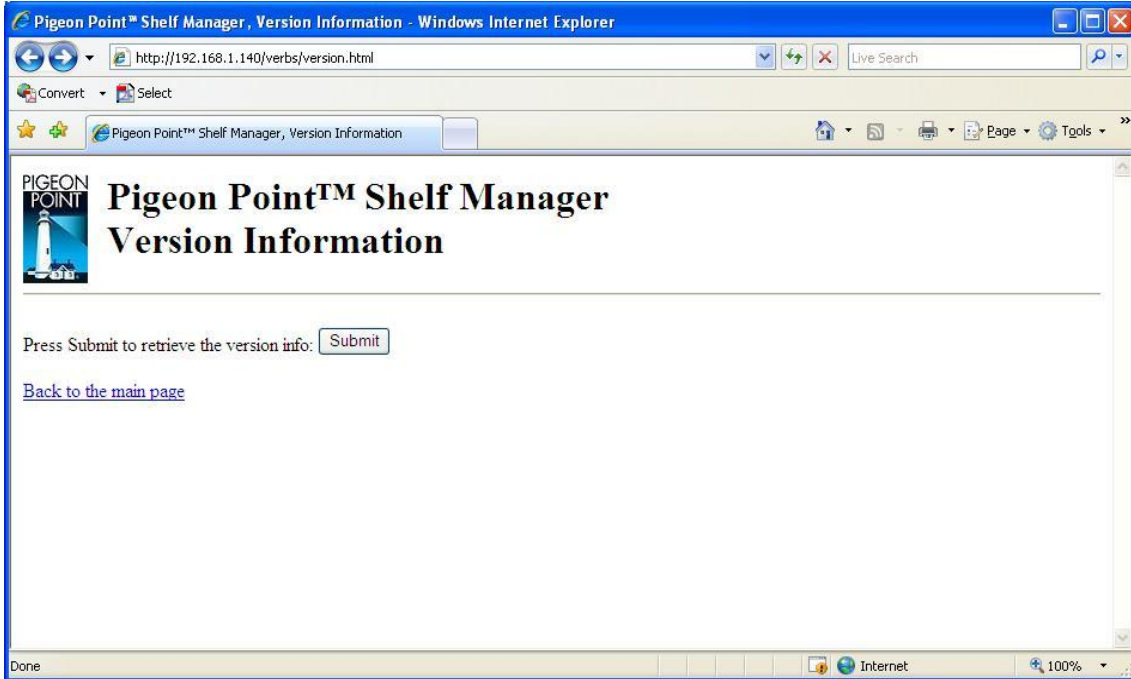 Pigeon Point™ Shelf Manager, Version Information - Windows Internet Explorer
http://192.168.1.140/verbs/version.html
Live Search
Convert
Select
Pigeon Point™ Shelf Manager, Version Information
Page
Tools
»
PIGEON
POINT
Pigeon Point™ Shelf Manager
Version Information
Press Submit to retrieve the version info: Submit
Back to the main page
Done
Internet
100%